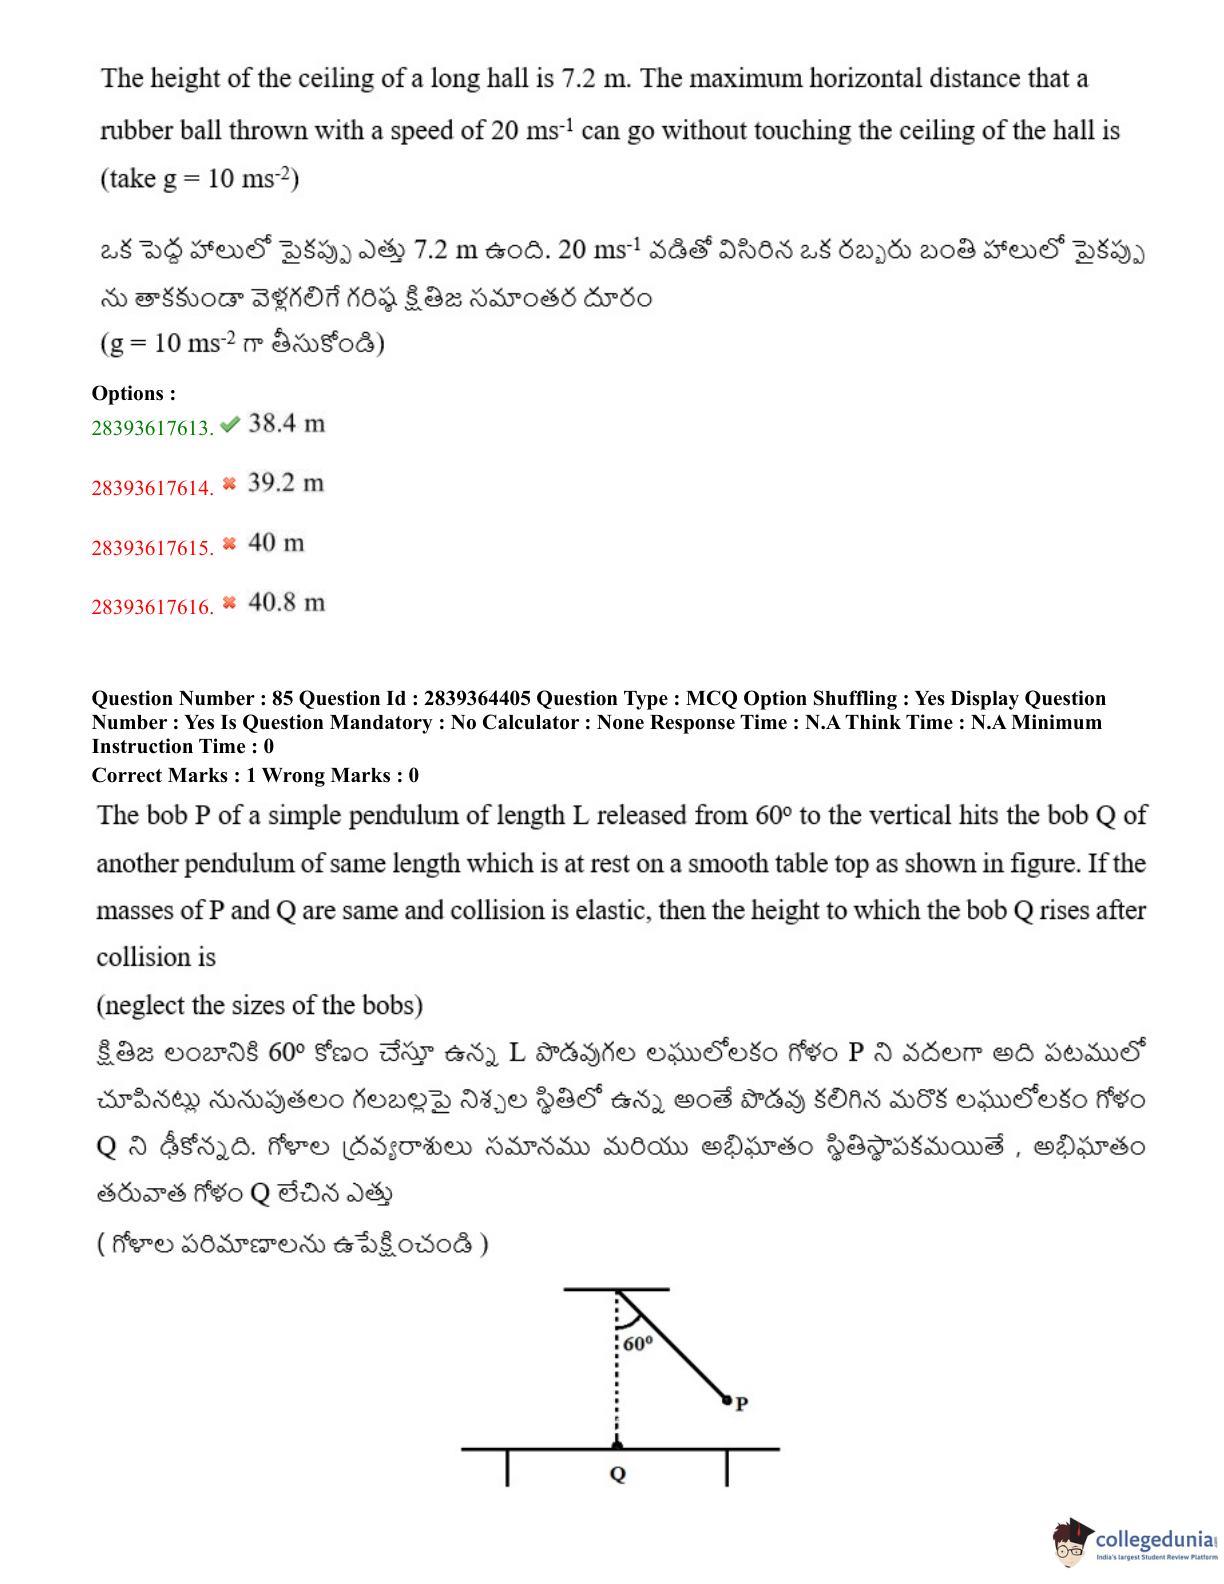 The height of the ceiling of a long hall is 7.2 m. The maximum horizontal distance that a
rubber ball thrown with a speed of 20 ms⁻¹ can go without touching the ceiling of the hall is
(take g = 10 ms⁻²)
ఒక పెద్ద హాలులో పైకప్పు ఎత్తు 7.2 m ఉంది. 20 ms⁻¹ వడితో విసిరిన ఒక రబ్బరు బంతి హాలులో పైకప్పు
ను తాకకుండా వెళ్లగలిగే గరిష్ఠ క్షితిజ సమాంతర దూరం
(g = 10 ms⁻² గా తీసుకోండి)
Options :
28393617613. ✔ 38.4 m
28393617614. ✖ 39.2 m
28393617615. ✖ 40 m
28393617616. ✖ 40.8 m
Question Number : 85 Question Id : 2839364405 Question Type : MCQ Option Shuffling : Yes Display Question
Number : Yes Is Question Mandatory : No Calculator : None Response Time : N.A Think Time : N.A Minimum
Instruction Time : 0
Correct Marks : 1 Wrong Marks : 0
The bob P of a simple pendulum of length L released from 60º to the vertical hits the bob Q of
another pendulum of same length which is at rest on a smooth table top as shown in figure. If the
masses of P and Q are same and collision is elastic, then the height to which the bob Q rises after
collision is
(neglect the sizes of the bobs)
క్షితిజ లంబానికి 60º కోణం చేస్తూ ఉన్న L పొడవుగల లఘులోలకం గోళం P ని వదలగా అది పటములో
చూపినట్లు నునుపుతలం గలబల్లపై నిశ్చల స్థితిలో ఉన్న అంతే పొడవు కలిగిన మరొక లఘులోలకం గోళం
Q ని ఢీకోన్నది. గోళాల ద్రవ్యరాశులు సమానము మరియు అభిఘాతం స్థితిస్థాపకమయితే , అభిఘాతం
తరువాత గోళం Q లేచిన ఎత్తు
( గోళాల పరిమాణాలను ఉపేక్షించండి )
60º
P
Q
collegedunia
India's largest Student Review Platform